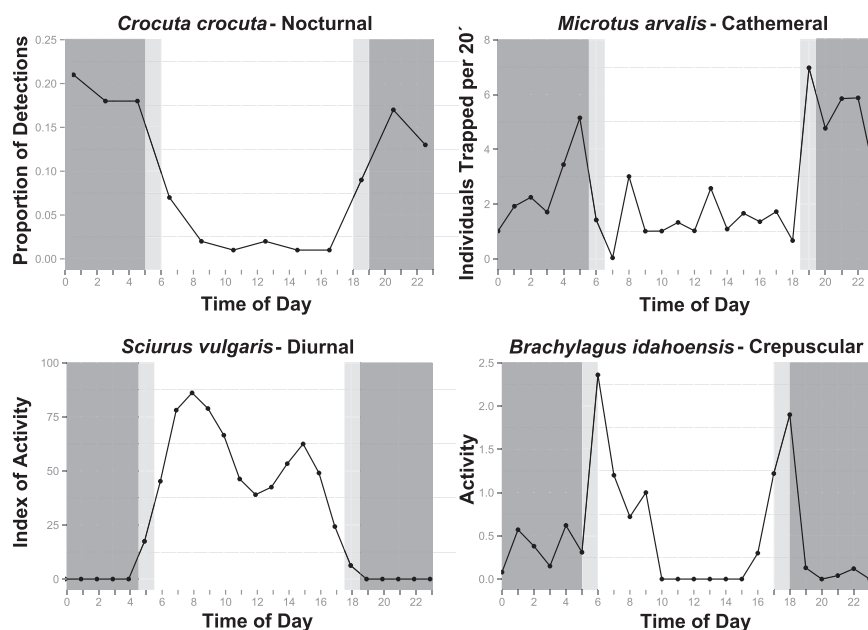 Crocuta crocuta - Nocturnal
Proportion of Detections
0.25
0.20
0.15
0.10
0.05
0.00
0 2 4 6 8 10 12 14 16 18 20 22
Time of Day
Microtus arvalis - Cathemeral
Individuals Trapped per 20´
8
6
4
2
0
0 2 4 6 8 10 12 14 16 18 19 20 22
Time of Day
Sciurus vulgaris - Diurnal
Index of Activity
100
75
50
25
0
0 2 4 6 8 10 12 14 16 18 20 22
Time of Day
Brachylagus idahoensis - Crepuscular
Activity
2.5
2.0
1.5
1.0
0.5
0.0
0 2 4 6 8 10 12 14 16 18 20 22
Time of Day